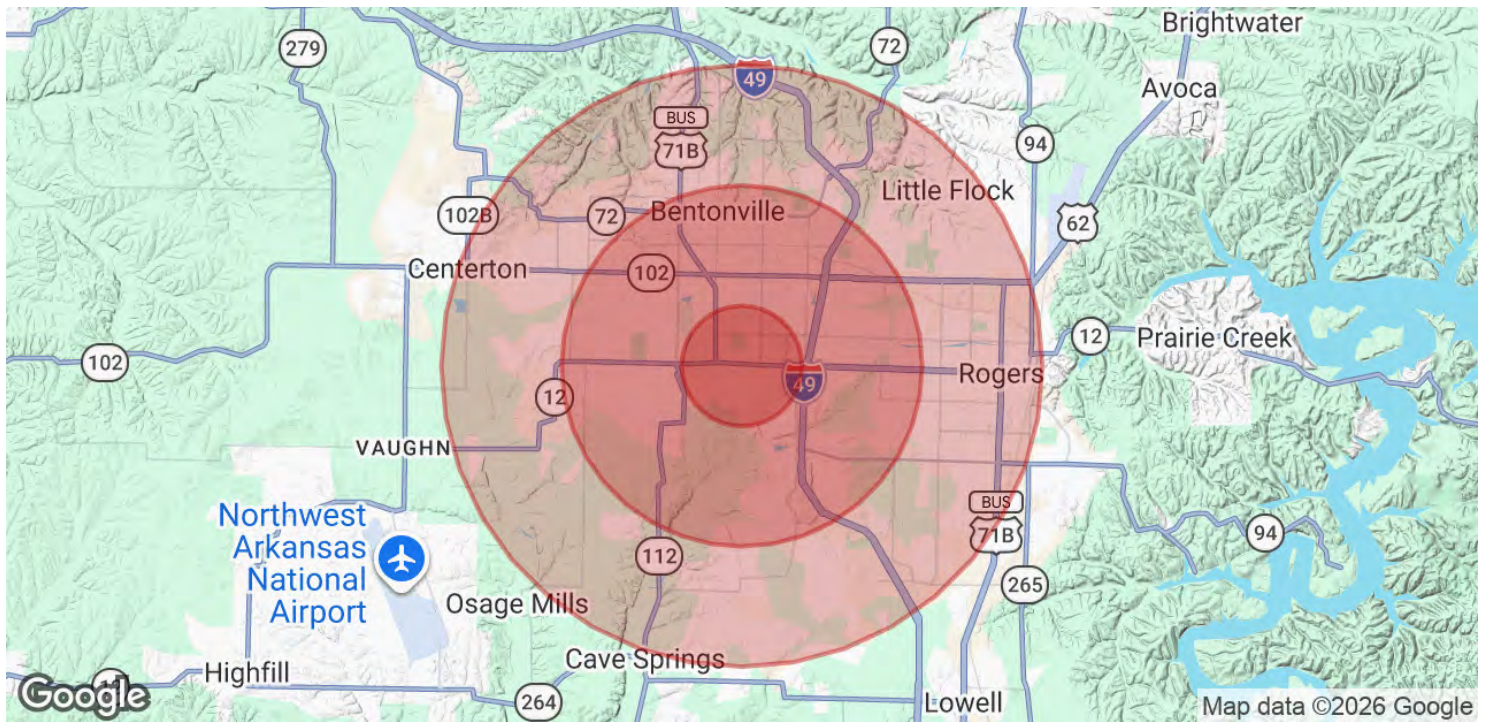 Brightwater
279
72
49
Avoca
BUS
71B
94
Little Flock
102B
72
Bentonville
62
Centerton
102
12
Prairie Creek
102
Rogers
49
12
VAUGHN
BUS
71B
Northwest
Arkansas
National
Airport
94
112
265
Osage Mills
Cave Springs
Highfill
264
Lowell
Google
Map data ©2026 Google